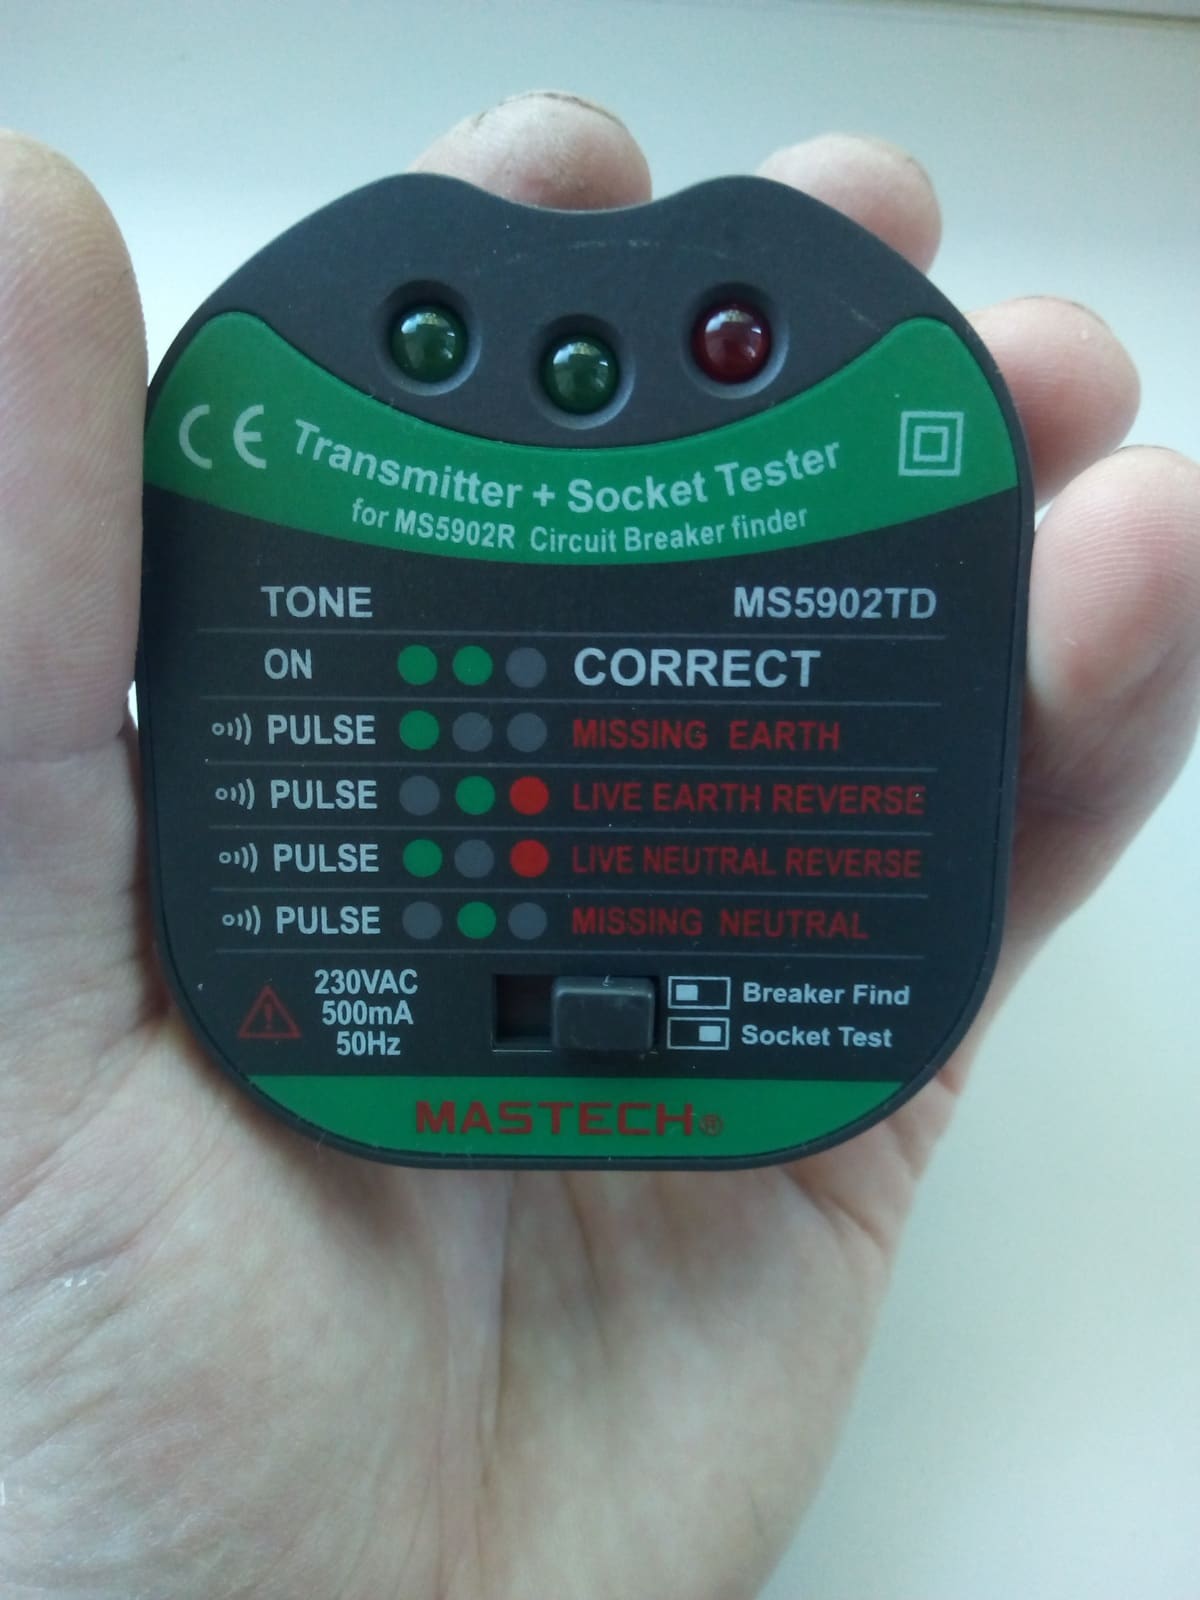 CE Transmitter + Socket Tester
for MS5902R Circuit Breaker finder
TONE MS5902TD
ON CORRECT
PULSE MISSING EARTH
PULSE LIVE EARTH REVERSE
PULSE LIVE NEUTRAL REVERSE
PULSE MISSING NEUTRAL
230VAC
500mA
50Hz
Breaker Find
Socket Test
MASTECH®